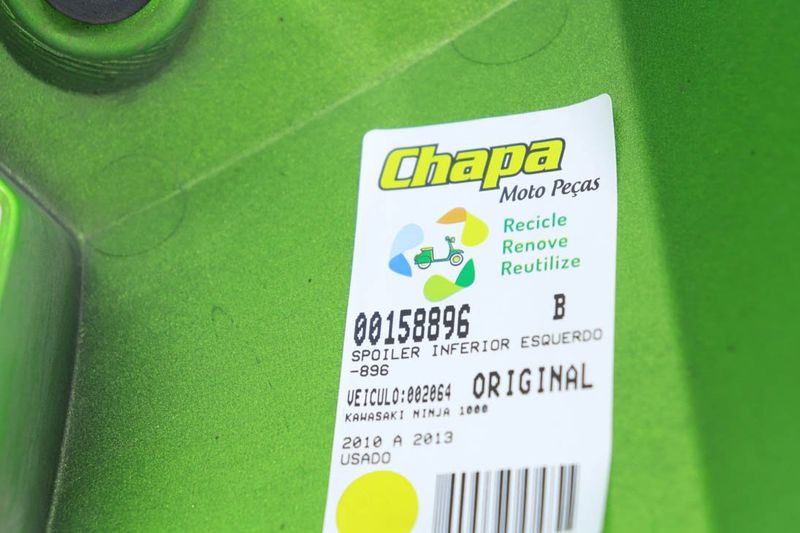 Chapa
Moto Peças
Recicle
Renove
Reutilize
00158896 B
SPOILER INFERIOR ESQUERDO
-896
VEICULO:002064 ORIGINAL
KAWASAKI NINJA 1000
2010 A 2013
USADO